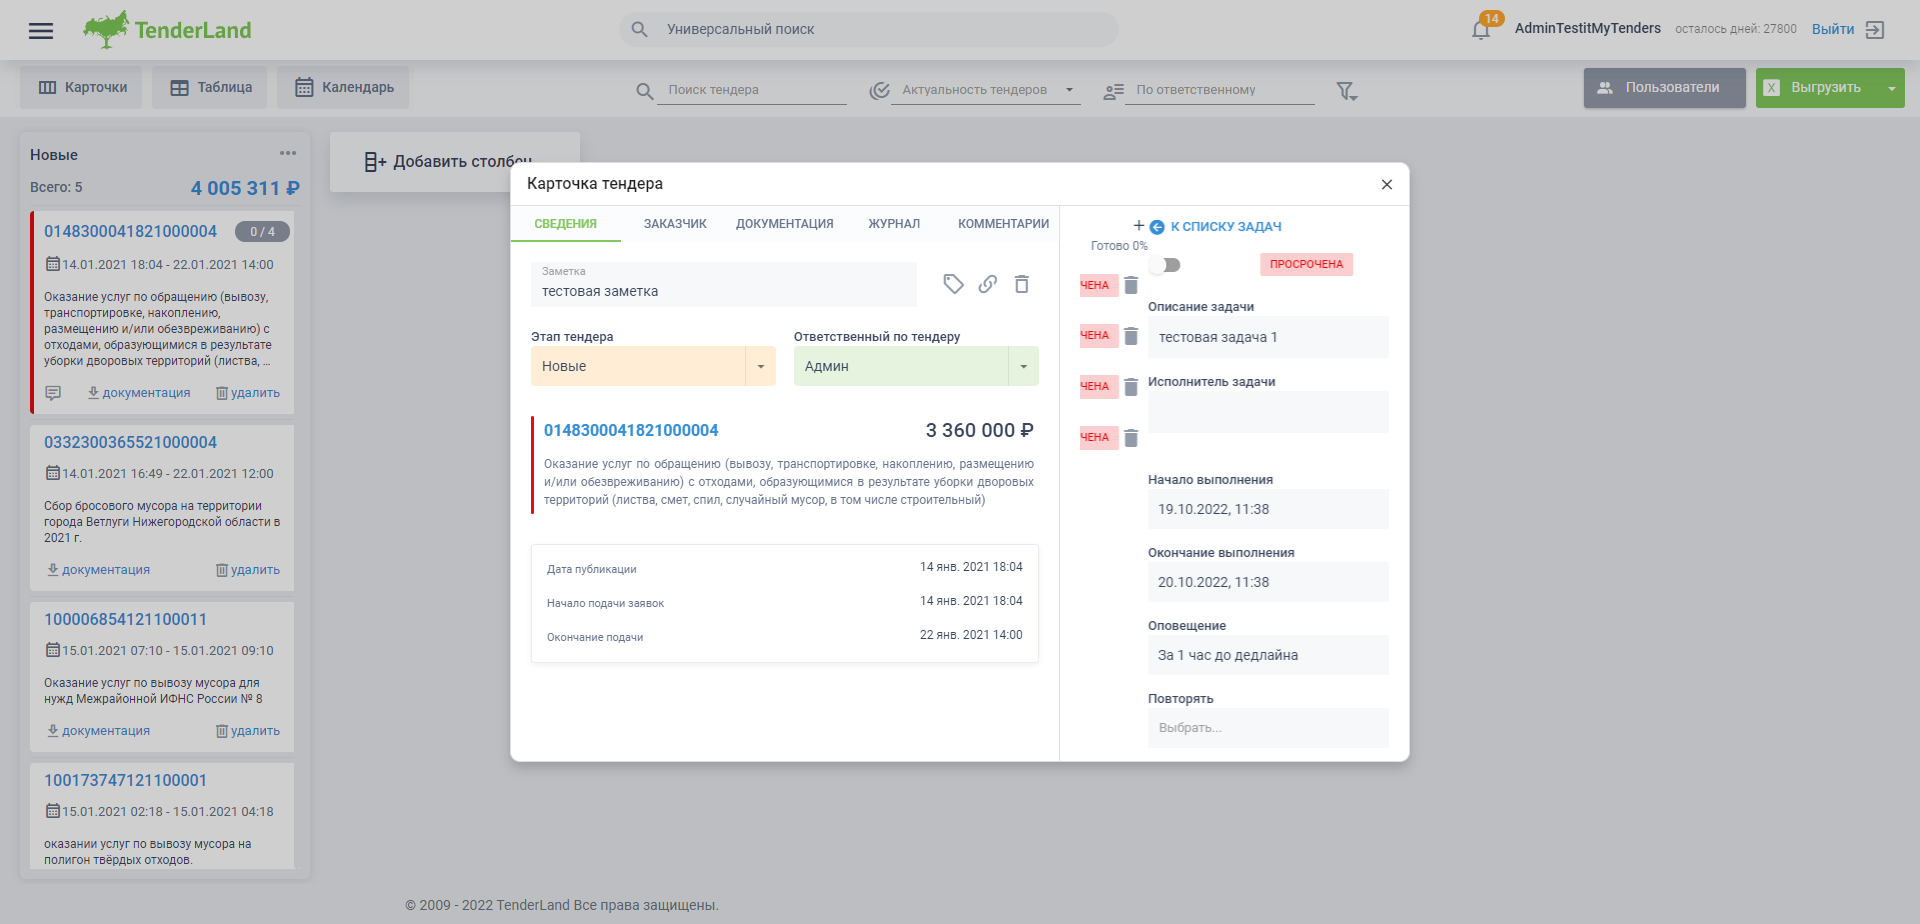 TenderLand
Универсальный поиск
14
AdminTestitMyTenders
осталось дней: 27800
Выйти
Карточки
Таблица
Календарь
Поиск тендера
Актуальность тендеров
По ответственному
Пользователи
X
Выгрузить
Новые
Всего: 5
4 005 311 ₽
0148300041821000004
0 / 4
14.01.2021 18:04 - 22.01.2021 14:00
Оказание услуг по обращению (вывозу,
транспортировке, накоплению,
размещению и/или обезвреживанию) с
отходами, образующимися в результате
уборки дворовых территорий (листва, ...
документация
удалить
0332300365521000004
14.01.2021 16:49 - 22.01.2021 12:00
Сбор бросового мусора на территории
города Ветлуги Нижегородской области в
2021 г.
документация
удалить
100006854121100011
15.01.2021 07:10 - 15.01.2021 09:10
Оказание услуг по вывозу мусора для
нужд Межрайонной ИФНС России № 8
документация
удалить
100173747121100001
15.01.2021 02:18 - 15.01.2021 04:18
оказании услуг по вывозу мусора на
полигон твёрдых отходов.
Добавить столбец
Карточка тендера
СВЕДЕНИЯ
ЗАКАЗЧИК
ДОКУМЕНТАЦИЯ
ЖУРНАЛ
КОММЕНТАРИИ
Заметка
тестовая заметка
Этап тендера
Новые
Ответственный по тендеру
Админ
0148300041821000004
3 360 000 ₽
Оказание услуг по обращению (вывозу, транспортировке, накоплению, размещению
и/или обезвреживанию) с отходами, образующимися в результате уборки дворовых
территорий (листва, смет, спил, случайный мусор, в том числе строительный)
Дата публикации
14 янв. 2021 18:04
Начало подачи заявок
14 янв. 2021 18:04
Окончание подачи
22 янв. 2021 14:00
+
К СПИСКУ ЗАДАЧ
Готово 0%
ПРОСРОЧЕНА
ЧЕНА
ЧЕНА
ЧЕНА
ЧЕНА
Описание задачи
тестовая задача 1
Исполнитель задачи
Начало выполнения
19.10.2022, 11:38
Окончание выполнения
20.10.2022, 11:38
Оповещение
За 1 час до дедлайна
Повторять
Выбрать...
© 2009 - 2022 TenderLand Все права защищены.